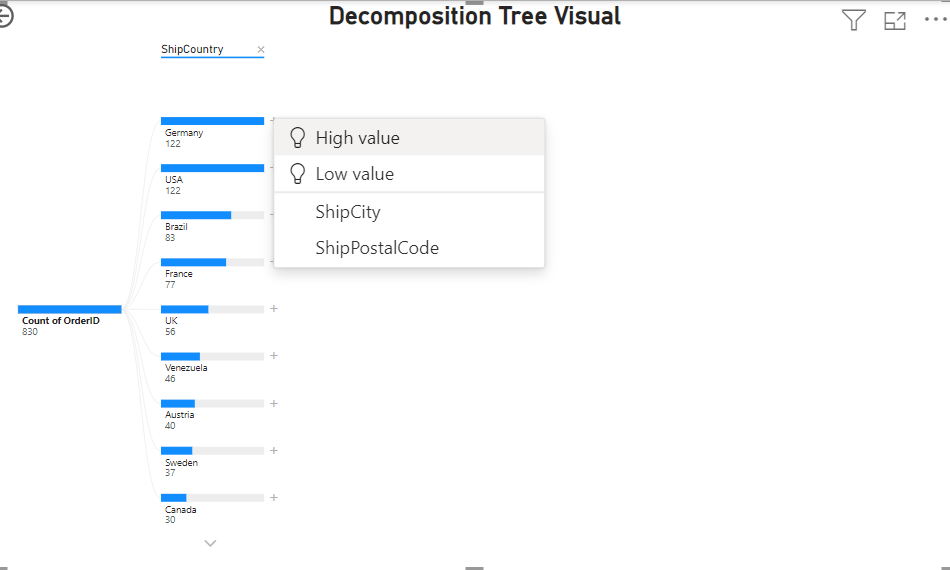 Decomposition Tree Visual
ShipCountry
Germany
122
High value
Low value
ShipCity
ShipPostalCode
USA
122
Brazil
83
France
77
Count of OrderID
830
UK
56
Venezuela
46
Austria
40
Sweden
37
Canada
30